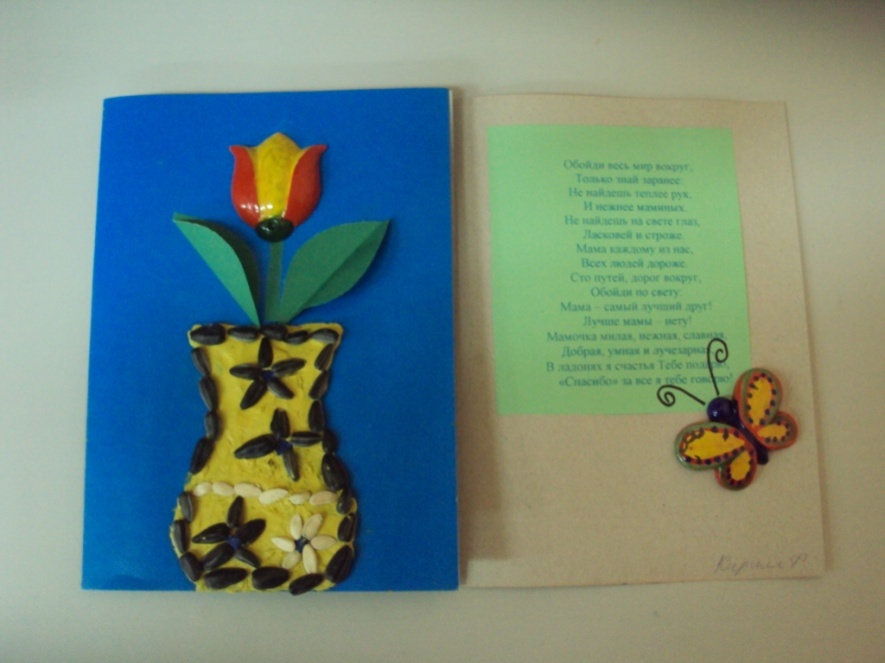 Обойди весь мир вокруг,
Только знай заранее:
Не найдешь теплее рук,
И нежнее маминых.
Не найдешь на свете глаз,
Ласковей и строже.
Мама каждому из нас,
Всех людей дороже.
Сто путей, дорог вокруг,
Обойди по свету:
Мама – самый лучший друг!
Лучше мамы – нету!
Мамочка милая, нежная, славная,
Добрая, умная и лучезарная,
В ладонях я счастья Тебе подарю,
«Спасибо» за все я тебе говорю!